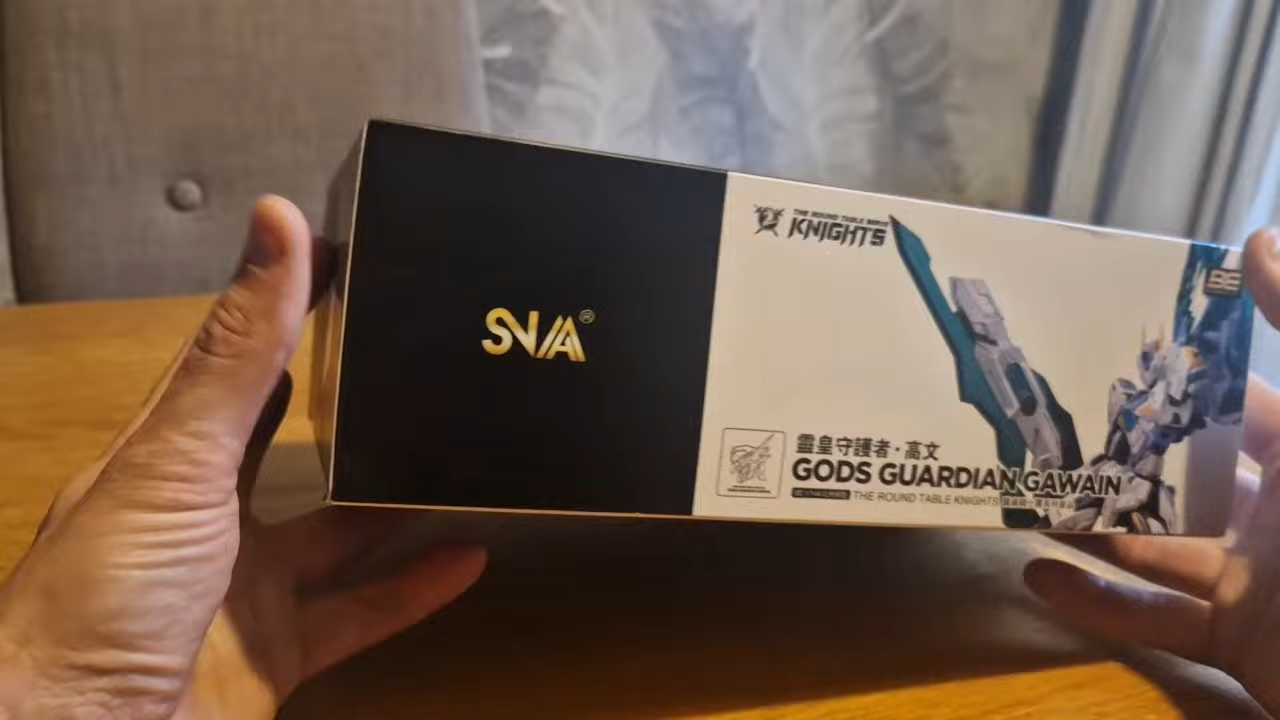 SNAA®
THE ROUND TABLE
KNIGHTS
BE
靈皇守護者·高文
GODS GUARDIAN GAWAIN
THE ROUND TABLE KNIGHTS